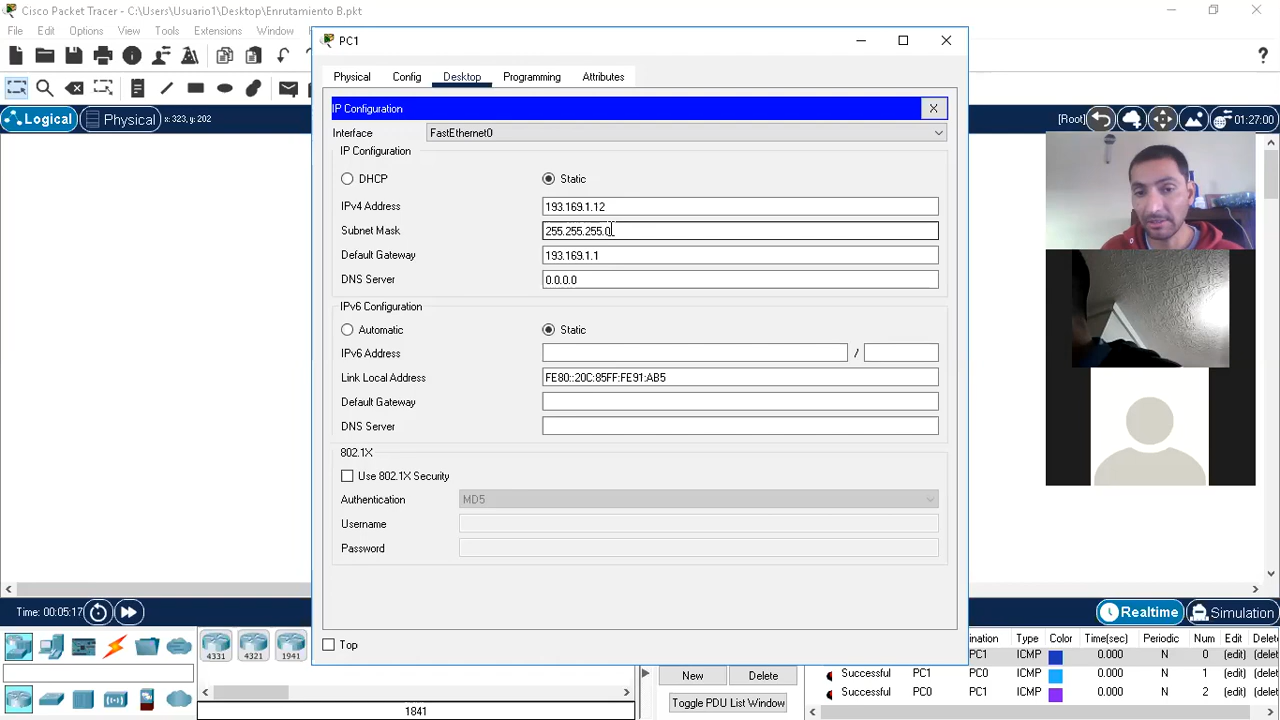 Cisco Packet Tracer - C:\Users\Usuario1\Desktop\Enrutamiento B.pkt
File Edit Options View Tools Extensions Window
PC1
Physical Config Desktop Programming Attributes
Logical Physical x: 323, y: 202
[Root] 01:27:00
IP Configuration X
Interface FastEthernet0
IP Configuration
DHCP Static
IPv4 Address 193.169.1.12
Subnet Mask 255.255.255.0
Default Gateway 193.169.1.1
DNS Server 0.0.0.0
IPv6 Configuration
Automatic Static
IPv6 Address /
Link Local Address FE80::20C:85FF:FE91:AB5
Default Gateway
DNS Server
802.1X
Use 802.1X Security
Authentication MD5
Username
Password
Top
Time: 00:05:17
Realtime Simulation
4331 4321 1941
1841
New Delete
Toggle PDU List Window
ination Type Color Time(sec) Periodic Num Edit Delete
PC1 ICMP 0.000 N 0 (edit) (delet
Successful PC1 PC0 ICMP 0.000 N 1 (edit) (delet
Successful PC0 PC1 ICMP 0.000 N 2 (edit) (delet